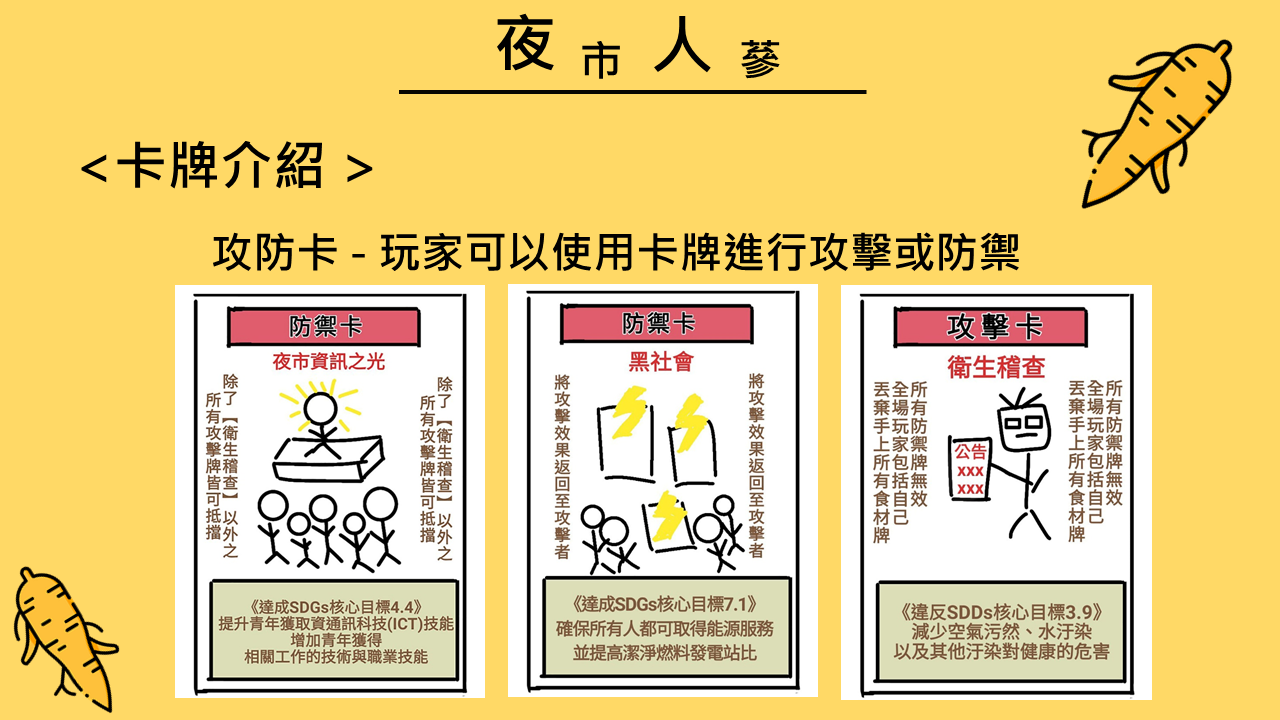 夜市人蔘
<卡牌介紹 >
攻防卡 - 玩家可以使用卡牌進行攻擊或防禦
防禦卡
夜市資訊之光
除了【衛生稽查】以外之
所有攻擊牌皆可抵擋
除了【衛生稽查】以外之
所有攻擊牌皆可抵擋
《達成SDGs核心目標4.4》
提升青年獲取資通訊科技(ICT)技能
增加青年獲得
相關工作的技術與職業技能
防禦卡
黑社會
將攻擊效果返回至攻擊者
將攻擊效果返回至攻擊者
《達成SDGs核心目標7.1》
確保所有人都可取得能源服務
並提高潔淨燃料發電站比
攻擊卡
衛生稽查
所有防禦牌無效
全場玩家包括自己
丟棄手上所有食材牌
公告
xxx
xxx
所有防禦牌無效
全場玩家包括自己
丟棄手上所有食材牌
《違反SDDs核心目標3.9》
減少空氣污然、水汙染
以及其他汙染對健康的危害